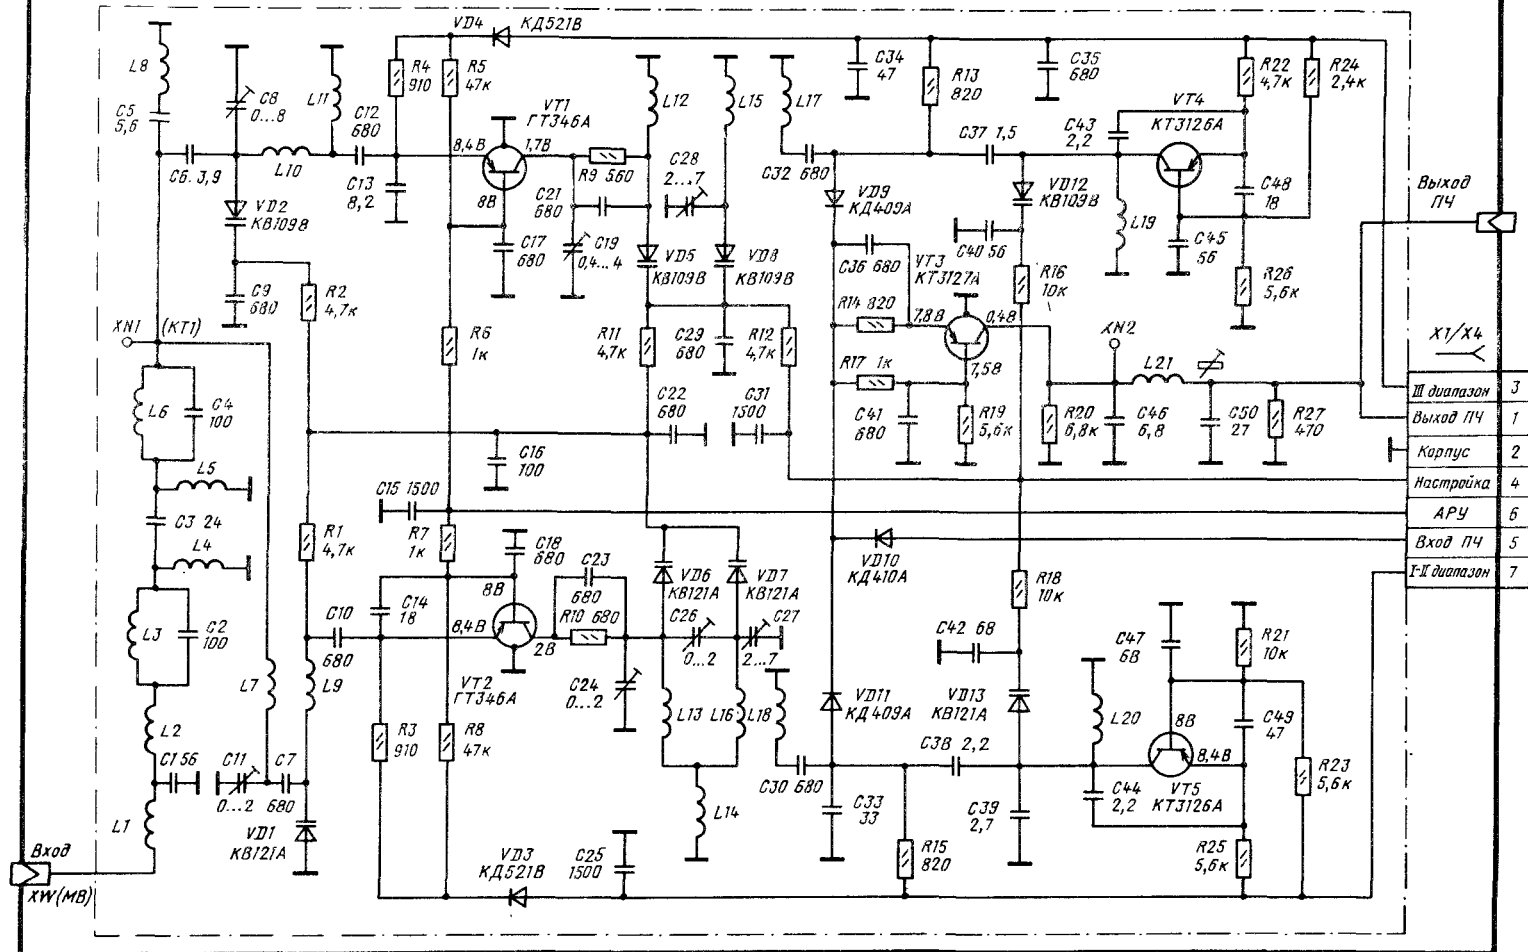 VD4 КД521В
L8
C5
5,6
C8
0...8
L11
C12
680
R4
910
R5
47к
VT1
ГТ346А
8,4В
1,7В
8В
L12
L15
L17
C34
47
R13
820
C35
680
R22
4,7к
R24
2,4к
VT4
КТ3126А
C43
2,2
C37 1,5
C6. 3,9
L10
C13
8,2
R9 560
C28
2...7
C32 680
VD2
КВ109В
C21
680
C17
680
C19
0,4...4
VD5
КВ109В
VD8
КВ109В
VD9
КД409А
VD12
КВ109В
L19
C48
18
C45
56
Выход
ПЧ
C9
680
R2
4,7к
C36 680
VT3
КТ3127А
C40 56
R16
10к
R26
5,6к
XN1
(КТ1)
R6
1к
R11
4,7к
C29
680
R12
4,7к
R14 820
7,8В
0,4В
7,5В
XN2
L21
X1/X4
R17 1к
L6
C4
100
C22
680
C31
1500
C41
680
R19
5,6к
R20
6,8к
C46
6,8
C50
27
R27
470
III диапазон 3
Выход ПЧ 1
Корпус 2
Настройка 4
АРУ 6
Вход ПЧ 5
I-II диапазон 7
L5
C16
100
C3 24
L4
C15 1500
R1
4,7к
R7
1к
C18
680
C23
680
VD6
КВ121А
VD7
КВ121А
VD10
КД410А
R18
10к
L3
C2
100
C10
680
C14
18
8В
8,4В
2В
R10 680
C26
0...2
C27
2...7
C42 68
C47
68
R21
10к
L7
L9
VT2
ГТ346А
C24
0...2
L13
L16
L18
VD11
КД409А
VD13
КВ121А
L20
8В
8,4В
C49
47
L2
R3
910
R8
47к
C1 56
C11
0...2
C7
680
C30 680
C38 2,2
R23
5,6к
VT5
КТ3126А
L1
VD1
КВ121А
L14
C33
33
C39
2,7
C44
2,2
Вход
XW(МВ)
VD3
КД521В
C25
1500
R15
820
R25
5,6к